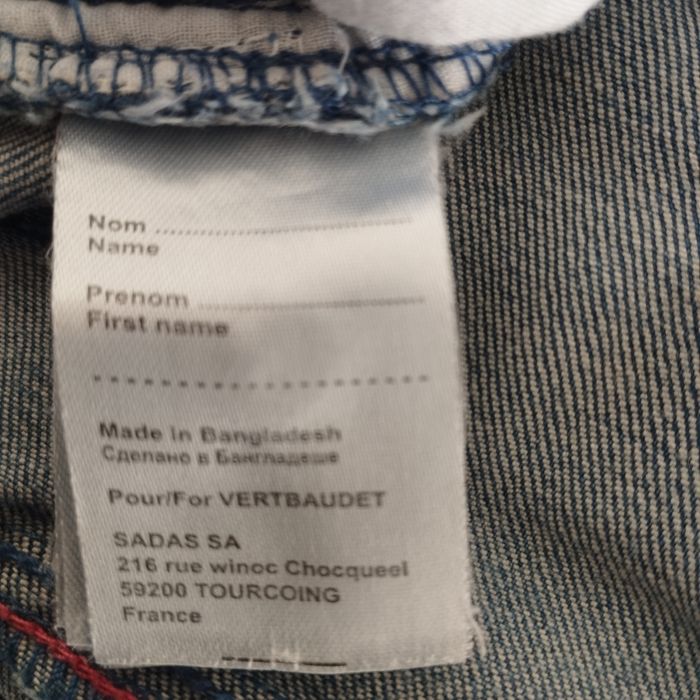 Nom ........................................
Name
Prenom ...................................
First name
Made in Bangladesh
Сделано в Бангладеше
Pour/For VERTBAUDET
SADAS SA
216 rue winoc Chocqueel
59200 TOURCOING
France